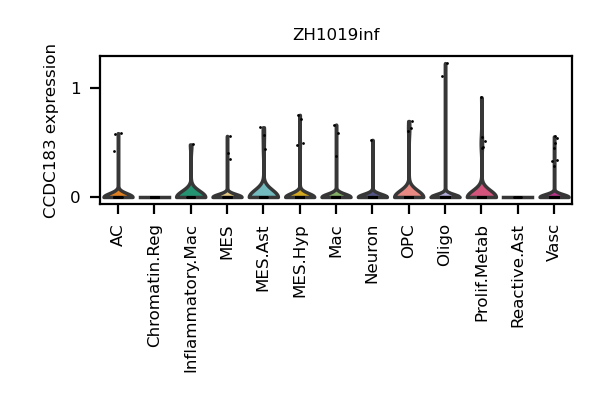 ZH1019inf
CCDC183 expression
1
0
AC
Chromatin.Reg
Inflammatory.Mac
MES
MES.Ast
MES.Hyp
Mac
Neuron
OPC
Oligo
Prolif.Metab
Reactive.Ast
Vasc